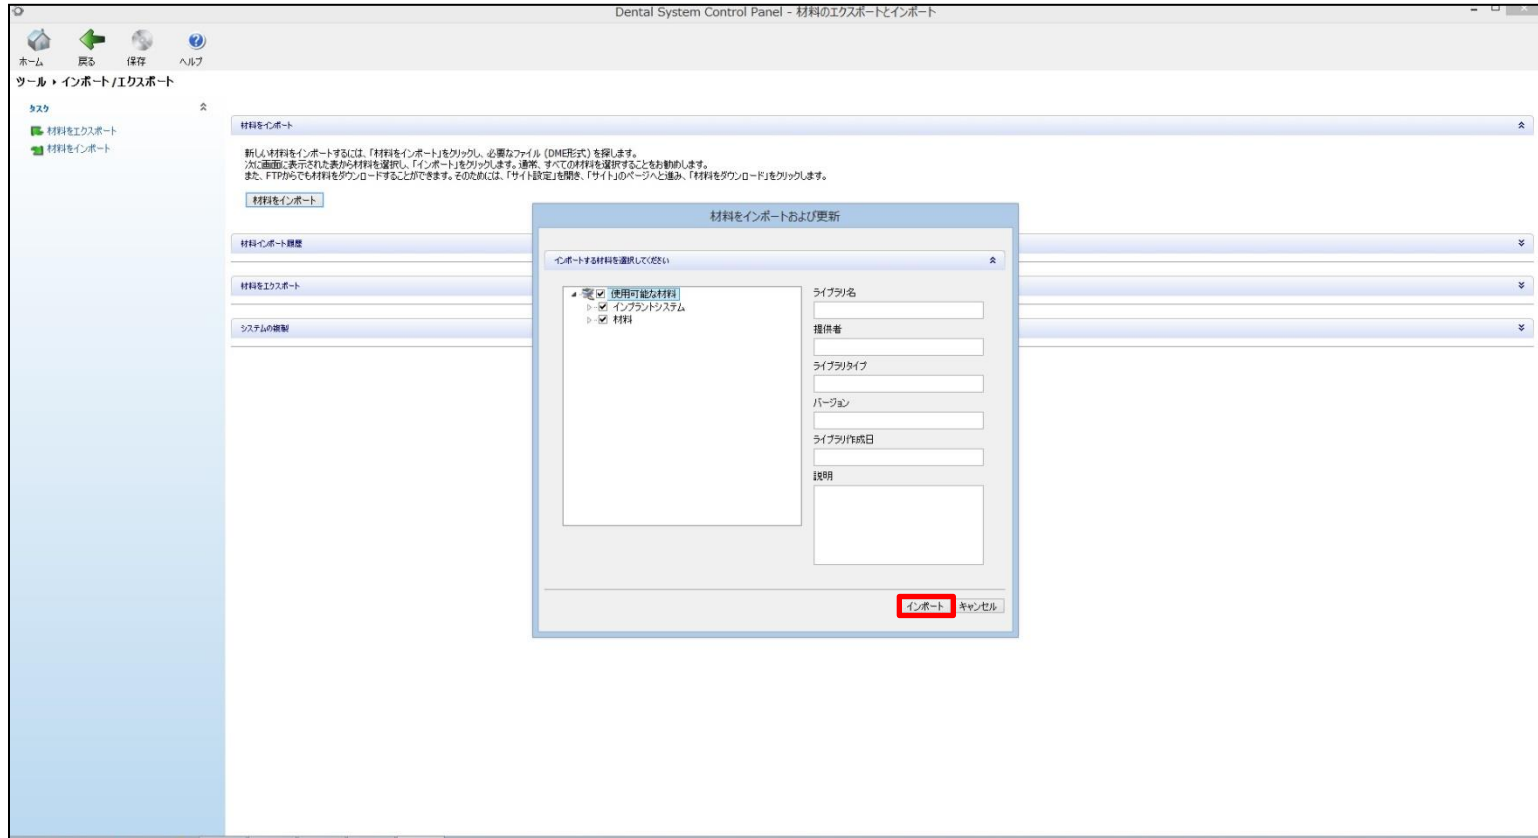 Dental System Control Panel - 材料のエクスポートとインポート
ホーム
戻る
保存
ヘルプ
ツール ▸ インポート/エクスポート
タスク
材料をエクスポート
材料をインポート
材料をインポート
新しい材料をインポートするには、「材料をインポート」をクリックし、必要なファイル (DME形式) を探します。
次に画面に表示された表から材料を選択し、「インポート」をクリックします。通常、すべての材料を選択することをお勧めします。
また、FTPからでも材料をダウンロードすることができます。そのためには、「サイト設定」を開き、「サイト」のページへと進み、「材料をダウンロード」をクリックします。
材料をインポート
材料インポート履歴
材料をエクスポート
システムの複製
材料をインポートおよび更新
インポートする材料を選択してください
使用可能な材料
インプラントシステム
材料
ライブラリ名
提供者
ライブラリタイプ
バージョン
ライブラリ作成日
説明
インポート
キャンセル